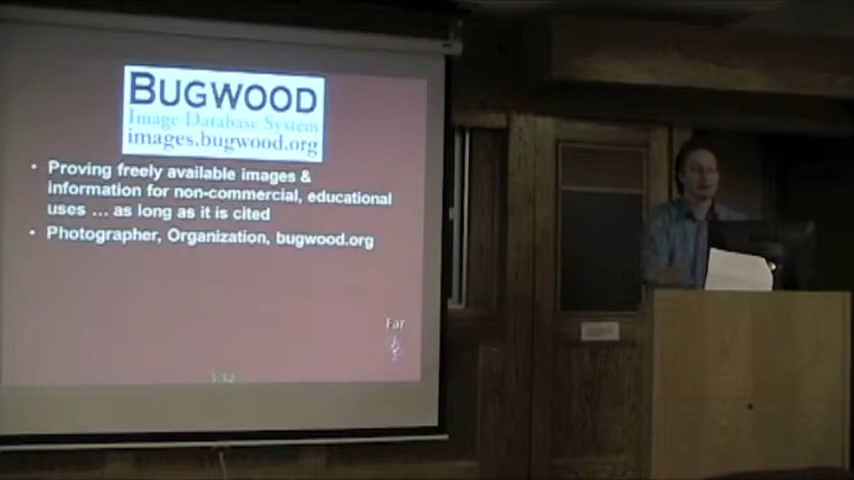 BUGWOOD
Image Database System
images.bugwood.org
• Proving freely available images &
information for non-commercial, educational
uses ... as long as it is cited
• Photographer, Organization, bugwood.org
Far